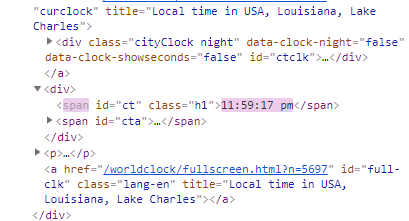 "curclock" title="Local time in USA, Louisiana, Lake
Charles">
▶<div class="cityClock night" data-clock-night="false"
data-clock-showseconds="false" id="ctclk">…</div>
</a>
▼<div>
<span id="ct" class="h1">11:59:17 pm</span>
▶<span id="cta">…</span>
</div>
▶<p>…</p>
<a href="/worldclock/fullscreen.html?n=5697" id="full-
clk" class="lang-en" title="Local time in USA,
Louisiana, Lake Charles"></a>
</div>